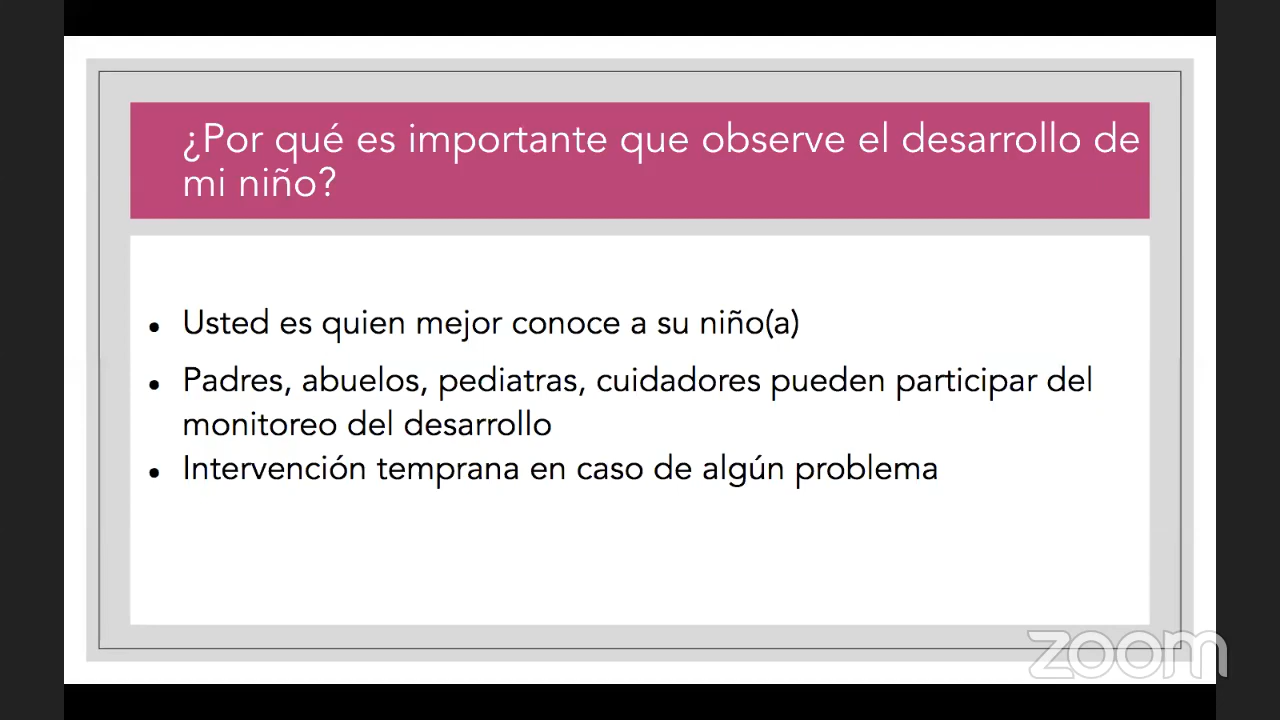 ¿Por qué es importante que observe el desarrollo de
mi niño?
• Usted es quien mejor conoce a su niño(a)
• Padres, abuelos, pediatras, cuidadores pueden participar del
monitoreo del desarrollo
• Intervención temprana en caso de algún problema
zoom